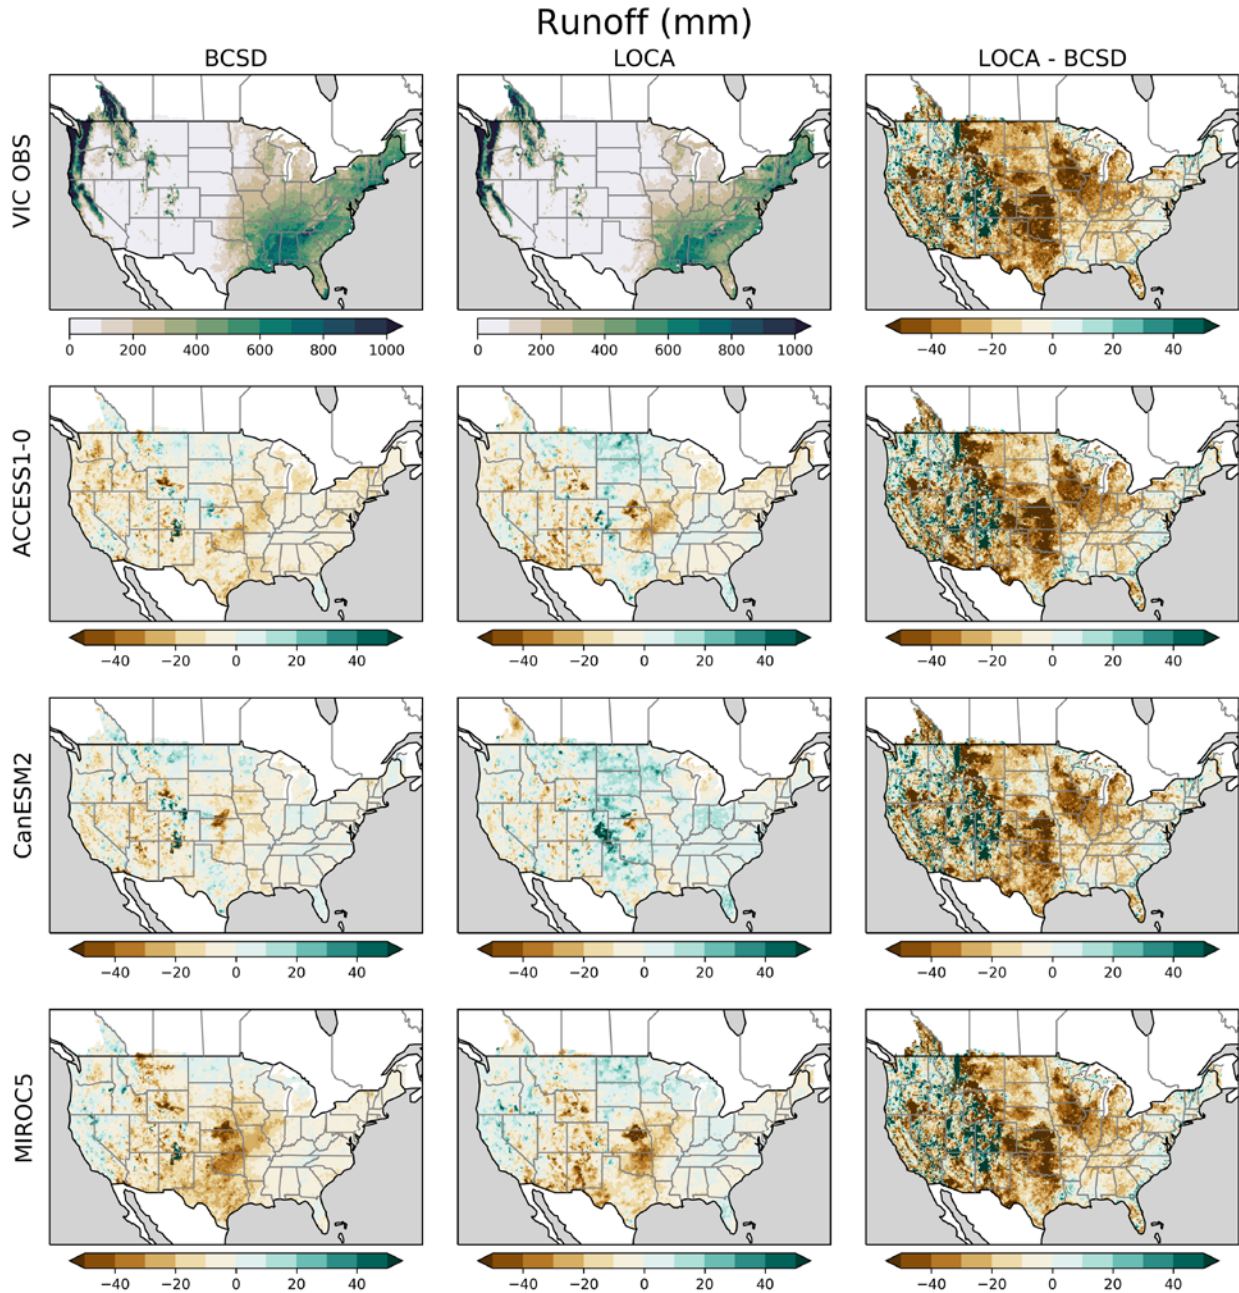 Runoff (mm)
BCSD LOCA LOCA - BCSD
VIC OBS
0 200 400 600 800 1000 0 200 400 600 800 1000 −40 −20 0 20 40
ACCESS1-0
−40 −20 0 20 40 −40 −20 0 20 40 −40 −20 0 20 40
CanESM2
−40 −20 0 20 40 −40 −20 0 20 40 −40 −20 0 20 40
MIROC5
−40 −20 0 20 40 −40 −20 0 20 40 −40 −20 0 20 40